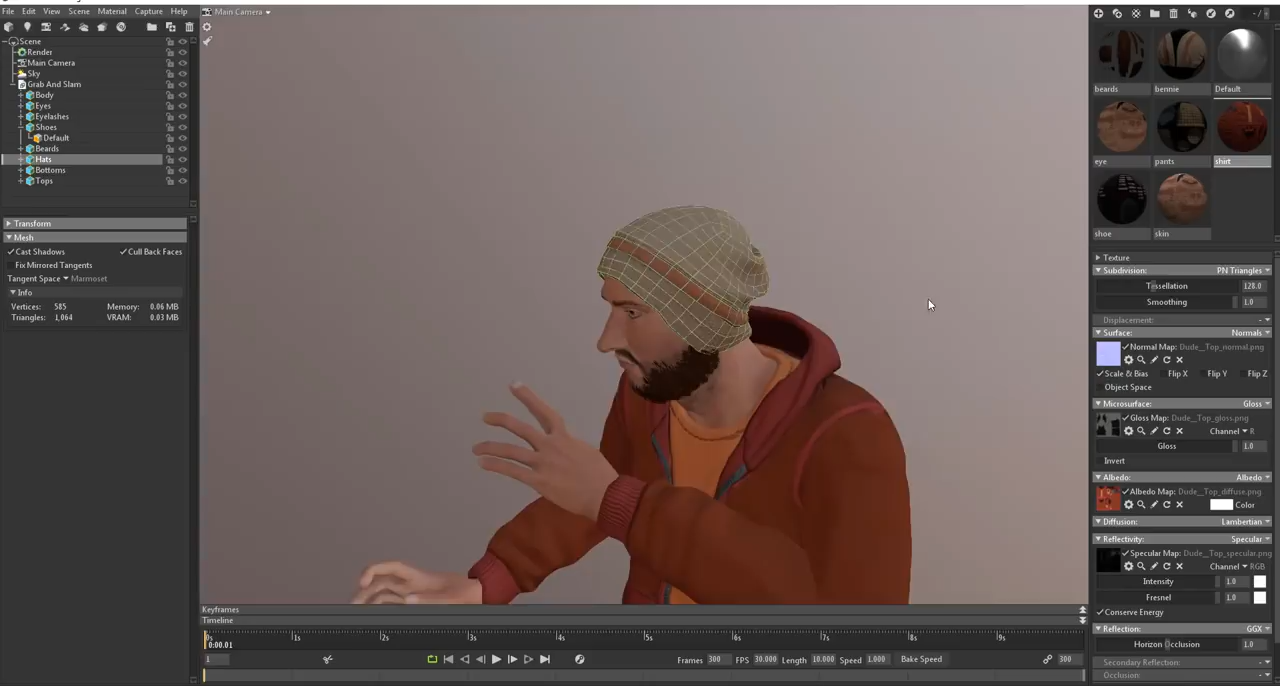 File Edit View Scene Material Capture Help
Main Camera
Scene
Render
Main Camera
Sky
Grab And Slam
Body
Eyes
Eyelashes
Shoes
Default
Beards
Hats
Bottoms
Tops
Transform
Mesh
Cast Shadows Cull Back Faces
Fix Mirrored Tangents
Tangent Space Marmoset
Info
Vertices: 585 Memory: 0.06 MB
Triangles: 1,064 VRAM: 0.03 MB
beards bennie Default
eye pants shirt
shoe skin
Texture
Subdivision: PN Triangles
Tessellation 128.0
Smoothing 1.0
Displacement:
Surface: Normals
Normal Map: Dude__Top_normal.png
Scale & Bias Flip X Flip Y Flip Z
Object Space
Microsurface: Gloss
Gloss Map: Dude__Top_gloss.png
Channel R
Gloss 1.0
Invert
Albedo: Albedo
Albedo Map: Dude__Top_diffuse.png
Color
Diffusion: Lambertian
Reflectivity: Specular
Specular Map: Dude__Top_specular.png
Channel RGB
Intensity 1.0
Fresnel 1.0
Conserve Energy
Reflection: GGX
Horizon Occlusion 1.0
Secondary Reflection:
Occlusion:
Keyframes
Timeline
0s 1s 2s 3s 4s 5s 6s 7s 8s 9s
0:00.01
1 Frames 300 FPS 30.000 Length 10.000 Speed 1.000 Bake Speed 300